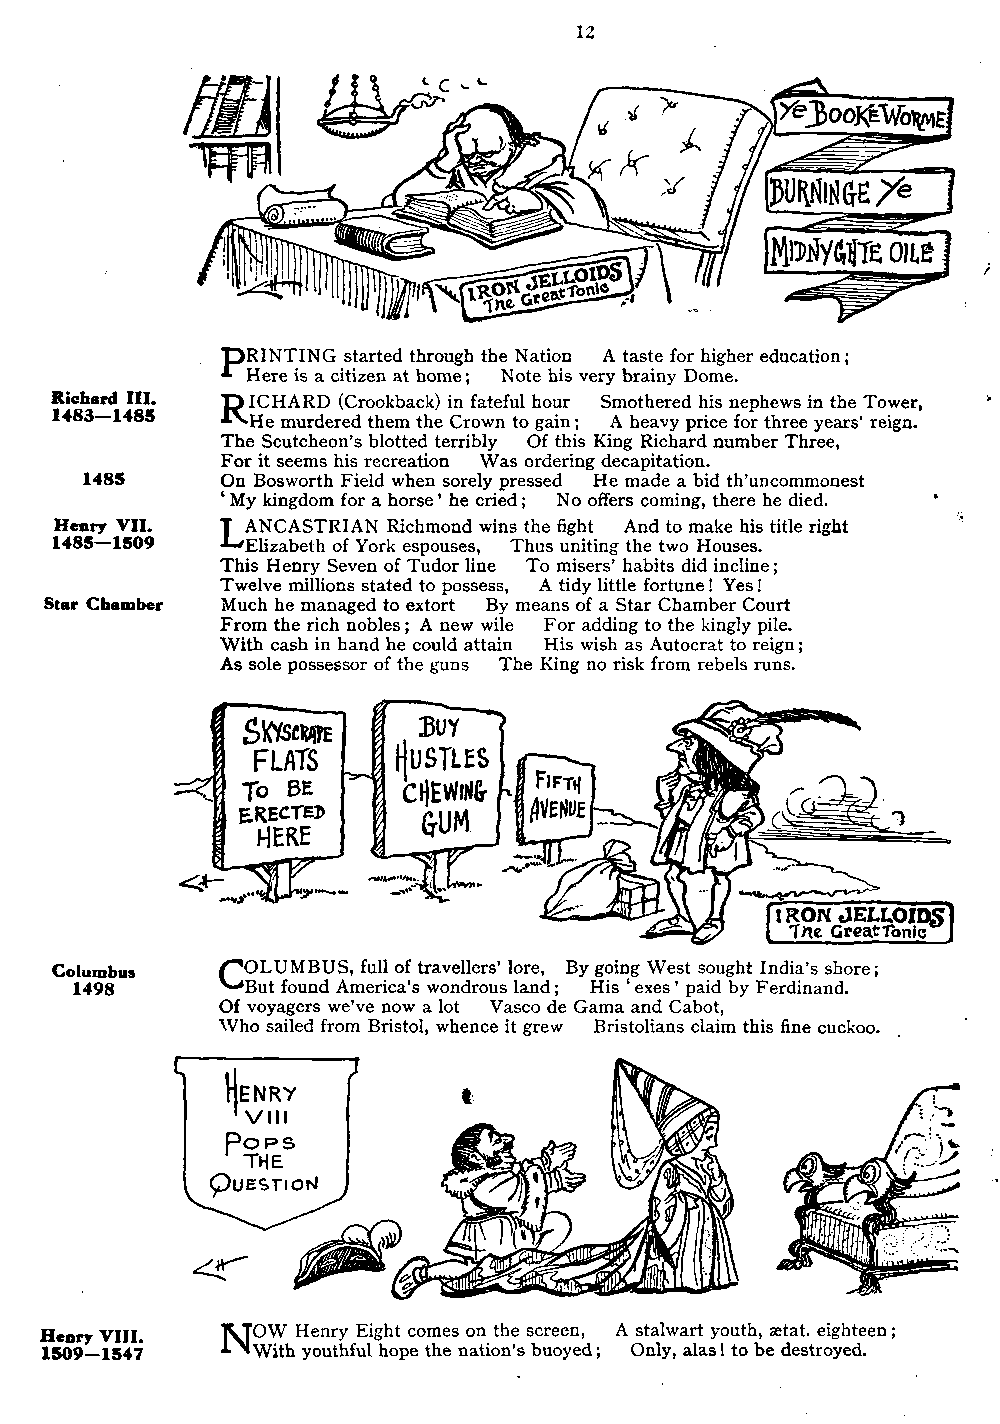 12
Ye BOOKE WORME
BURNINGE Ye
MIDNYGHTE OILE
IRON JELLOIDS
The Great Tonic
PRINTING started through the Nation A taste for higher education;
Here is a citizen at home; Note his very brainy Dome.
Richard III.
1483—1485
RICHARD (Crookback) in fateful hour Smothered his nephews in the Tower,
He murdered them the Crown to gain; A heavy price for three years' reign.
The Scutcheon's blotted terribly Of this King Richard number Three,
For it seems his recreation Was ordering decapitation.
1485
On Bosworth Field when sorely pressed He made a bid th'uncommonest
'My kingdom for a horse' he cried; No offers coming, there he died.
Henry VII.
1485—1509
LANCASTRIAN Richmond wins the fight And to make his title right
Elizabeth of York espouses, Thus uniting the two Houses.
This Henry Seven of Tudor line To misers' habits did incline;
Twelve millions stated to possess, A tidy little fortune! Yes!
Star Chamber
Much he managed to extort By means of a Star Chamber Court
From the rich nobles; A new wile For adding to the kingly pile.
With cash in hand he could attain His wish as Autocrat to reign;
As sole possessor of the guns The King no risk from rebels runs.
SKYSCRAPE
FLATS
TO BE
ERECTED
HERE
BUY
HUSTLES
CHEWING
GUM
FIFTH
AVENUE
IRON JELLOIDS
The Great Tonic
Columbus
1498
COLUMBUS, full of travellers' lore, By going West sought India's shore;
But found America's wondrous land; His 'exes' paid by Ferdinand.
Of voyagers we've now a lot Vasco de Gama and Cabot,
Who sailed from Bristol, whence it grew Bristolians claim this fine cuckoo.
HENRY
VIII
POPS
THE
QUESTION
Henry VIII.
1509—1547
NOW Henry Eight comes on the screen, A stalwart youth, ætat. eighteen;
With youthful hope the nation's buoyed; Only, alas! to be destroyed.